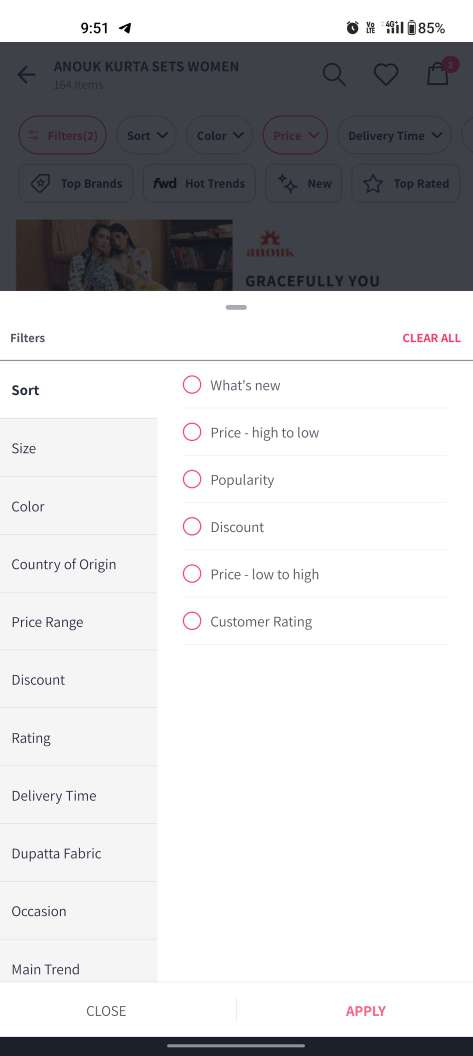 9:51
Vo
LTE
4G+
85%
ANOUK KURTA SETS WOMEN
164 Items
Filters(2)
Sort
Color
Price
Delivery Time
Top Brands
fwd Hot Trends
New
Top Rated
anouk
GRACEFULLY YOU
Filters
CLEAR ALL
Sort
Size
Color
Country of Origin
Price Range
Discount
Rating
Delivery Time
Dupatta Fabric
Occasion
Main Trend
What's new
Price - high to low
Popularity
Discount
Price - low to high
Customer Rating
CLOSE
APPLY